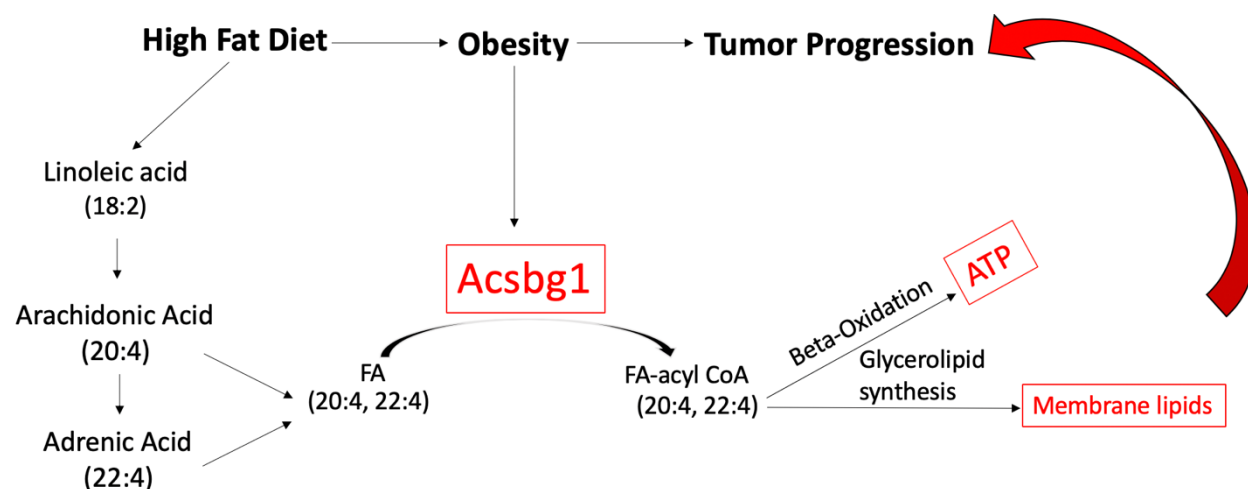 High Fat Diet
Obesity
Tumor Progression
Linoleic acid
(18:2)
Acsbg1
ATP
Beta-Oxidation
Arachidonic Acid
(20:4)
Glycerolipid
synthesis
FA
(20:4, 22:4)
FA-acyl CoA
(20:4, 22:4)
Membrane lipids
Adrenic Acid
(22:4)